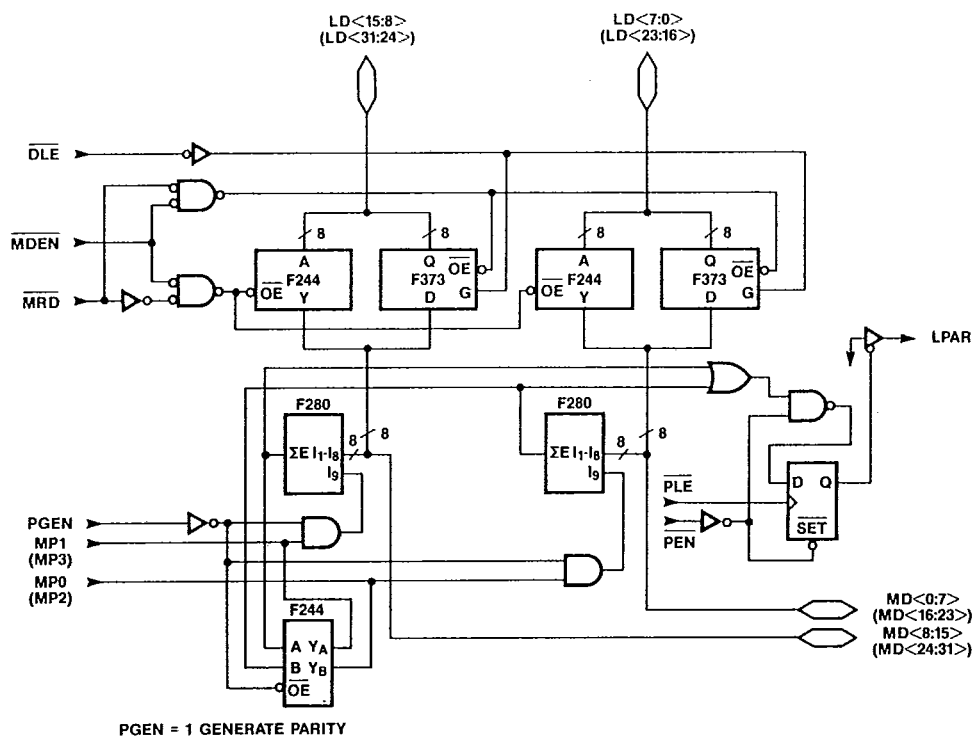 LD<15:8>
(LD<31:24>)
LD<7:0>
(LD<23:16>)
DLE
MDEN
MRD
8
8
8
8
A
F244
OE
Y
Q
OE
F373
D
G
A
F244
OE
Y
Q
OE
F373
D
G
LPAR
F280
ΣE I1-I8
I9
8
8
F280
ΣE I1-I8
I9
8
8
PLE
PEN
D
Q
SET
PGEN
MP1
(MP3)
MP0
(MP2)
F244
A YA
B YB
OE
MD<0:7>
(MD<16:23>)
MD<8:15>
(MD<24:31>)
PGEN = 1 GENERATE PARITY